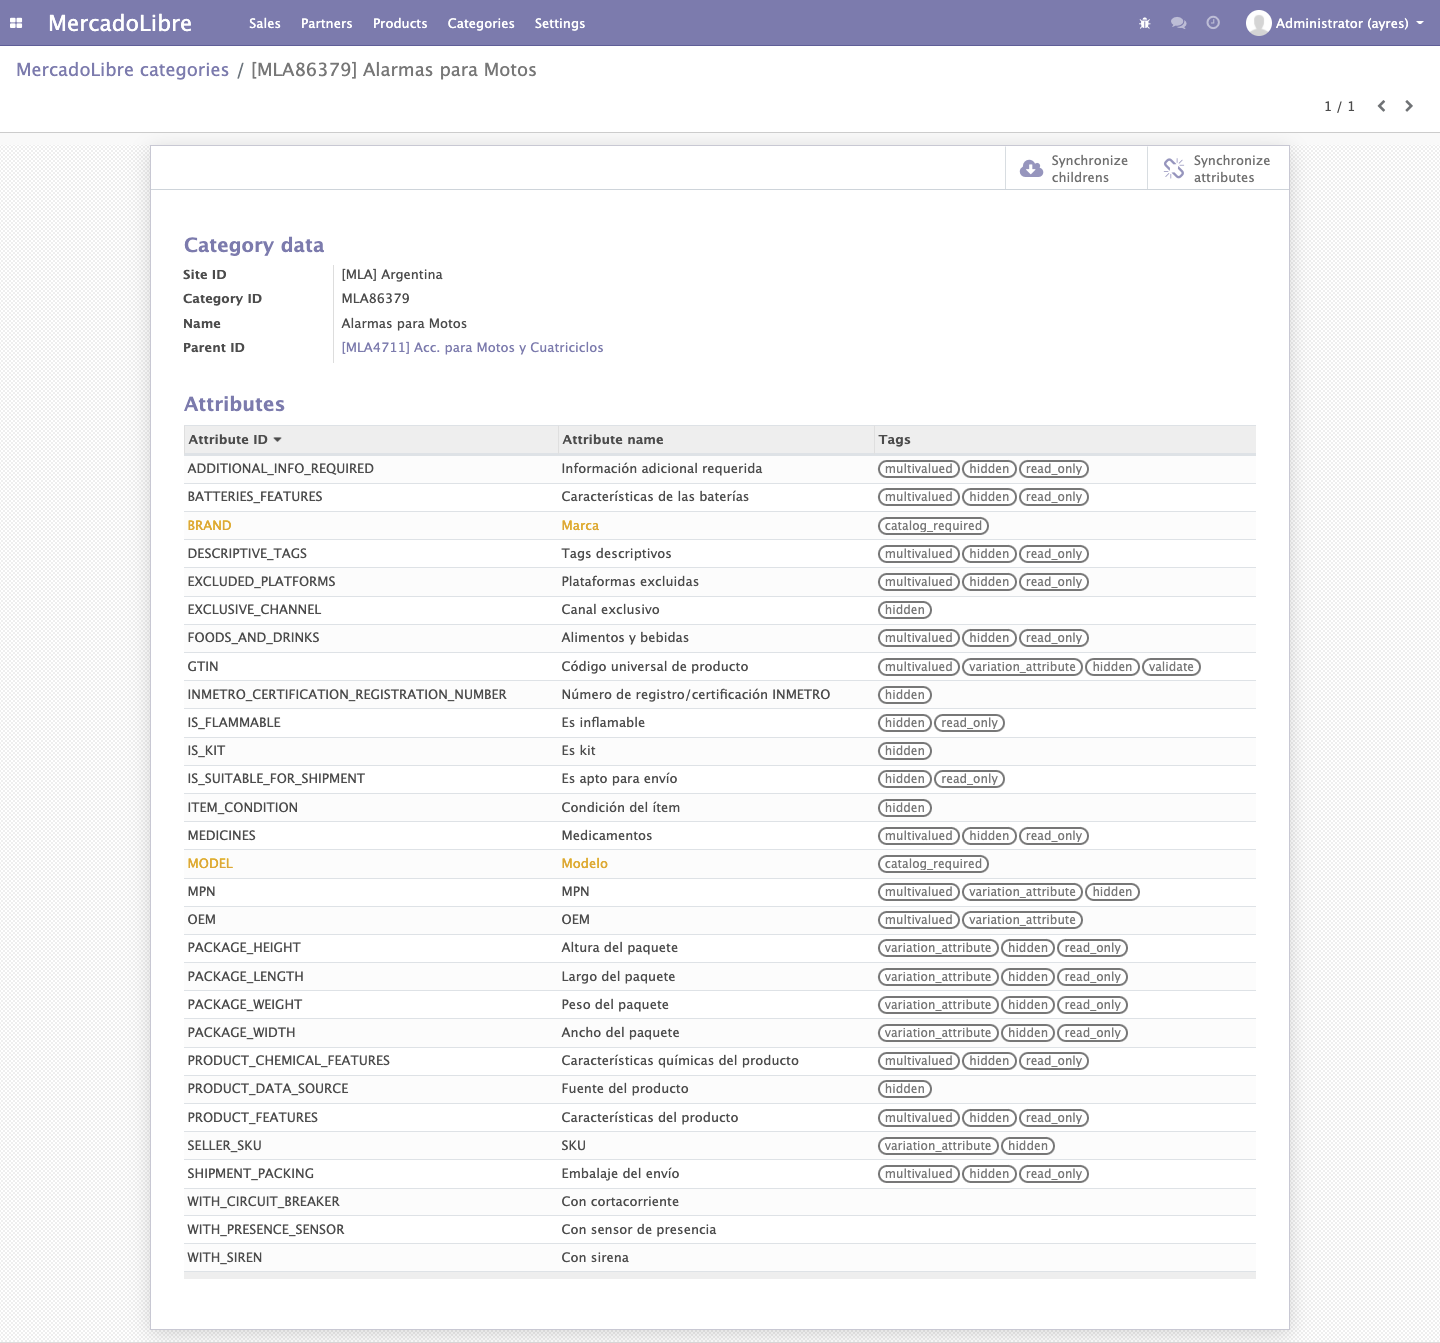 MercadoLibre Sales Partners Products Categories Settings Administrator (ayres)
MercadoLibre categories / [MLA86379] Alarmas para Motos
1 / 1
Synchronize childrens
Synchronize attributes
Category data
Site ID [MLA] Argentina
Category ID MLA86379
Name Alarmas para Motos
Parent ID [MLA4711] Acc. para Motos y Cuatriciclos
Attributes
Attribute ID Attribute name Tags
ADDITIONAL_INFO_REQUIRED Información adicional requerida multivalued hidden read_only
BATTERIES_FEATURES Características de las baterías multivalued hidden read_only
BRAND Marca catalog_required
DESCRIPTIVE_TAGS Tags descriptivos multivalued hidden read_only
EXCLUDED_PLATFORMS Plataformas excluidas multivalued hidden read_only
EXCLUSIVE_CHANNEL Canal exclusivo hidden
FOODS_AND_DRINKS Alimentos y bebidas multivalued hidden read_only
GTIN Código universal de producto multivalued variation_attribute hidden validate
INMETRO_CERTIFICATION_REGISTRATION_NUMBER Número de registro/certificación INMETRO hidden
IS_FLAMMABLE Es inflamable hidden read_only
IS_KIT Es kit hidden
IS_SUITABLE_FOR_SHIPMENT Es apto para envío hidden read_only
ITEM_CONDITION Condición del ítem hidden
MEDICINES Medicamentos multivalued hidden read_only
MODEL Modelo catalog_required
MPN MPN multivalued variation_attribute hidden
OEM OEM multivalued variation_attribute
PACKAGE_HEIGHT Altura del paquete variation_attribute hidden read_only
PACKAGE_LENGTH Largo del paquete variation_attribute hidden read_only
PACKAGE_WEIGHT Peso del paquete variation_attribute hidden read_only
PACKAGE_WIDTH Ancho del paquete variation_attribute hidden read_only
PRODUCT_CHEMICAL_FEATURES Características químicas del producto multivalued hidden read_only
PRODUCT_DATA_SOURCE Fuente del producto hidden
PRODUCT_FEATURES Características del producto multivalued hidden read_only
SELLER_SKU SKU variation_attribute hidden
SHIPMENT_PACKING Embalaje del envío multivalued hidden read_only
WITH_CIRCUIT_BREAKER Con cortacorriente
WITH_PRESENCE_SENSOR Con sensor de presencia
WITH_SIREN Con sirena